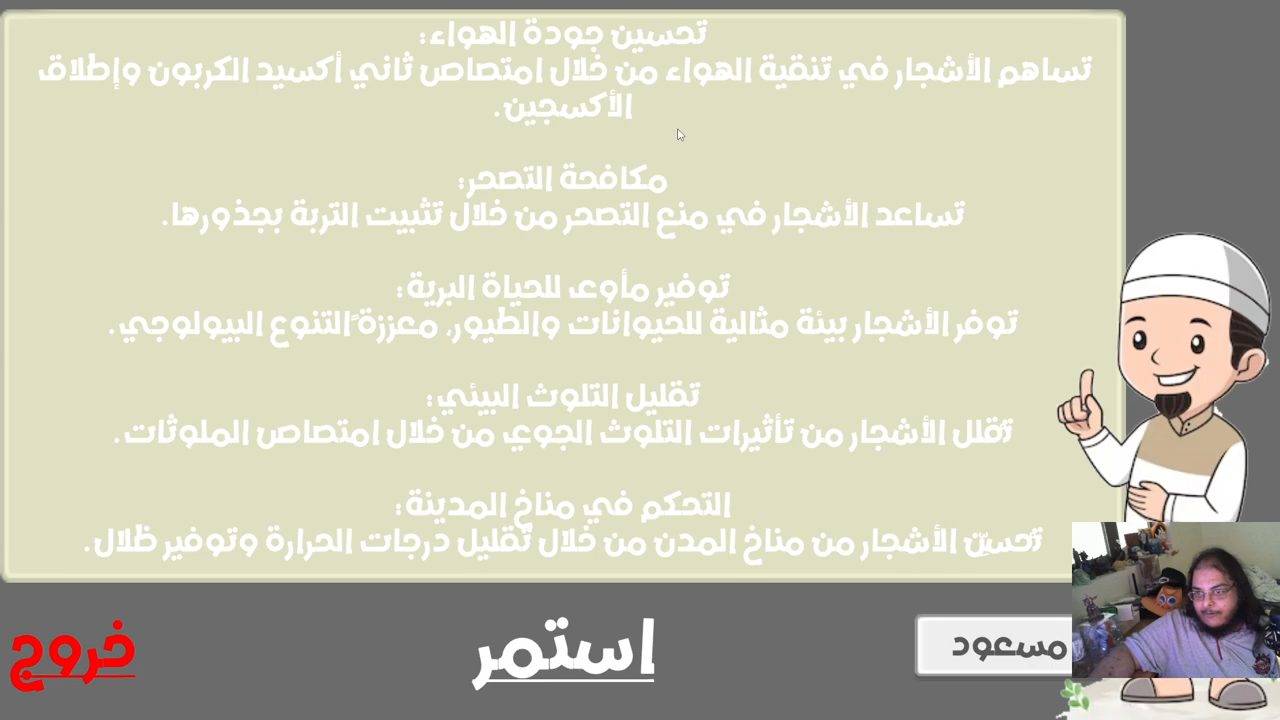 تحسين جودة الهواء:
تساهم الأشجار في تنقية الهواء من خلال امتصاص ثاني أكسيد الكربون وإطلاق
الأكسجين.
مكافحة التصحر:
تساعد الأشجار في منع التصحر من خلال تثبيت التربة بجذورها.
توفير مأوى للحياة البرية:
توفر الأشجار بيئة مثالية للحيوانات والطيور، معززةً التنوع البيولوجي.
تقليل التلوث البيئي:
تُقلل الأشجار من تأثيرات التلوث الجوي من خلال امتصاص الملوثات.
التحكم في مناخ المدينة:
تُحسّن الأشجار من مناخ المدن من خلال تقليل درجات الحرارة وتوفير ظلال.
مسعود
استمر
خروج